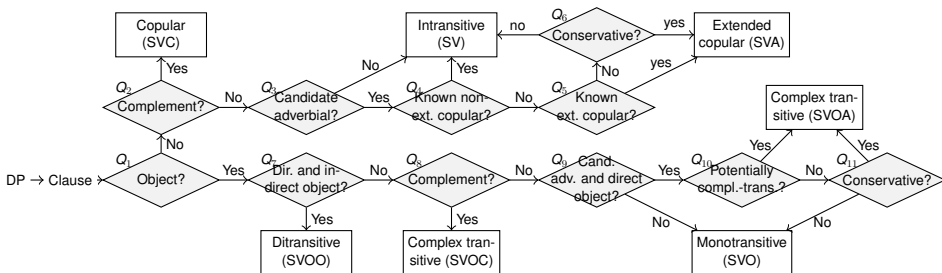 Copular
(SVC)
Intransitive
(SV)
Q6
Conservative?
no
yes
Extended
copular (SVA)
Yes
No
Yes
No
yes
Q2
Complement?
No
Q3
Candidate
adverbial?
Yes
Q4
Known non-
ext. copular?
No
Q5
Known
ext. copular?
Complex tran-
sitive (SVOA)
No
Yes
Yes
DP → Clause
Q1
Object?
Yes
Q7
Dir. and in-
direct object?
No
Q8
Complement?
No
Q9
Cand.
adv. and direct
object?
Yes
Q10
Potentially
compl.-trans.?
No
Q11
Conservative?
Yes
Yes
No
No
Ditransitive
(SVOO)
Complex tran-
sitive (SVOC)
Monotransitive
(SVO)